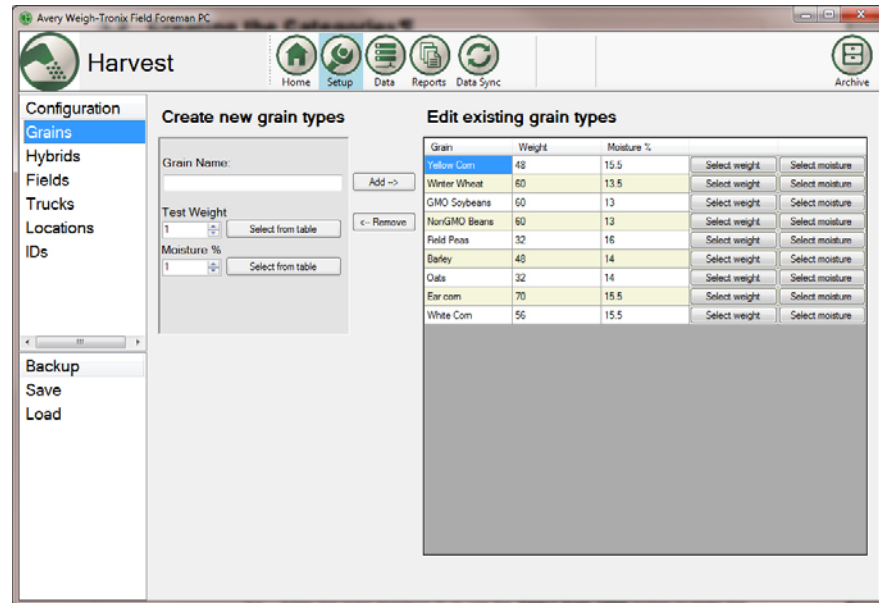 Avery Weigh-Tronix Field Foreman PC
Harvest
Home Setup Data Reports Data Sync Archive
Configuration
Grains
Hybrids
Fields
Trucks
Locations
IDs
Backup
Save
Load
Create new grain types
Grain Name:
Add -->
Test Weight
<-- Remove
1 Select from table
Moisture %
1 Select from table
Edit existing grain types
Grain Weight Moisture %
Yellow Corn 48 15.5 Select weight Select moisture
Winter Wheat 60 13.5 Select weight Select moisture
GMO Soybeans 60 13 Select weight Select moisture
NonGMO Beans 60 13 Select weight Select moisture
Field Peas 32 16 Select weight Select moisture
Barley 48 14 Select weight Select moisture
Oats 32 14 Select weight Select moisture
Ear corn 70 15.5 Select weight Select moisture
White Corn 56 15.5 Select weight Select moisture